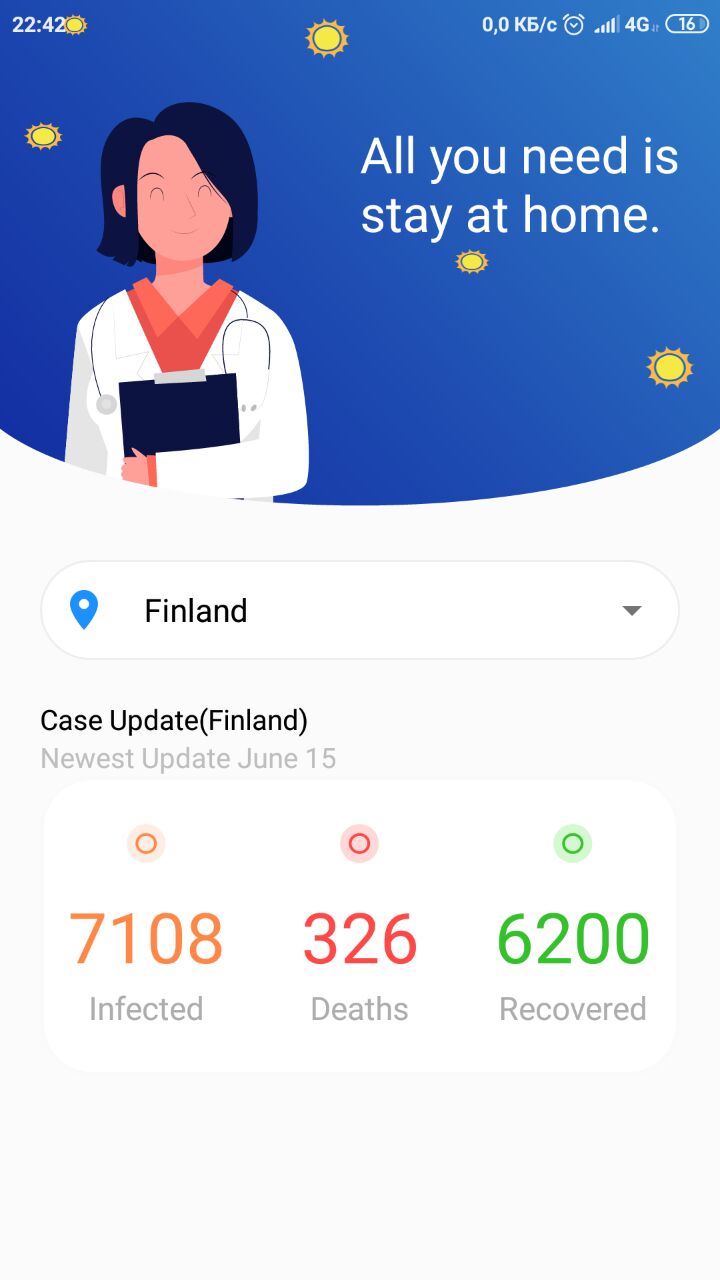 22:42 0,0 КБ/с 4G 16
All you need is
stay at home.
Finland
Case Update(Finland)
Newest Update June 15
7108 326 6200
Infected Deaths Recovered